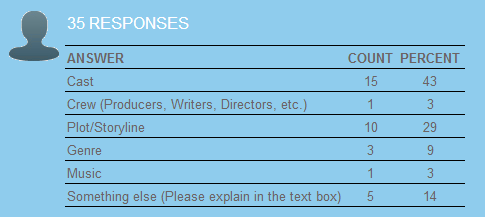 35 RESPONSES
ANSWER COUNT PERCENT
Cast 15 43
Crew (Producers, Writers, Directors, etc.) 1 3
Plot/Storyline 10 29
Genre 3 9
Music 1 3
Something else (Please explain in the text box) 5 14